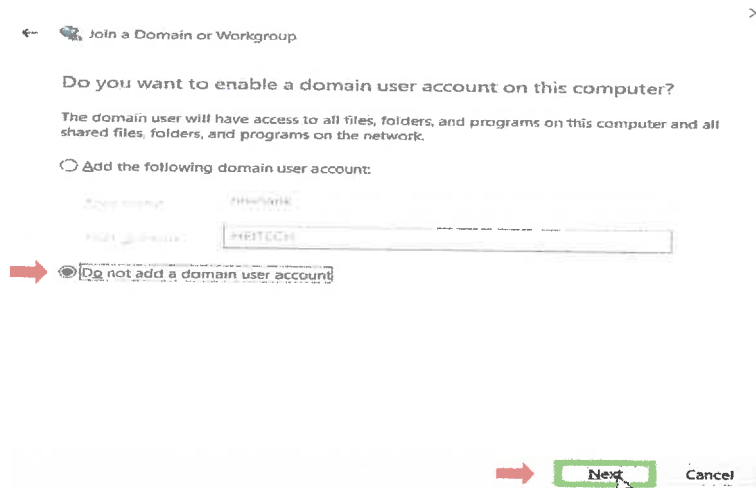 Join a Domain or Workgroup
Do you want to enable a domain user account on this computer?
The domain user will have access to all files, folders, and programs on this computer and all
shared files, folders, and programs on the network.
Add the following domain user account:
HEITECH
Do not add a domain user account
Next
Cancel